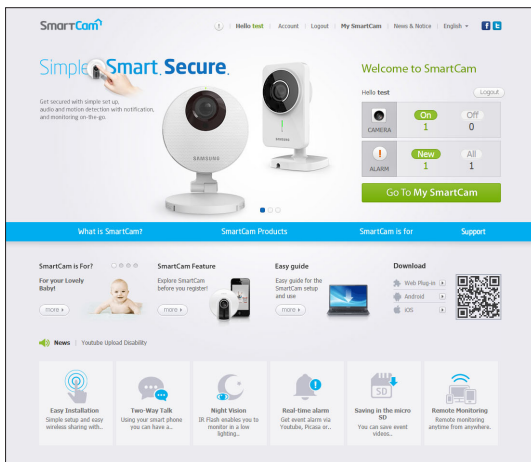 SmartCam
Hello test | Account | Logout | My SmartCam | News & Notice | English
Simple. Smart. Secure.
Get secured with simple set up,
audio and motion detection with notification,
and monitoring on-the-go.
SAMSUNG
SAMSUNG
Welcome to SmartCam
Hello test
Logout
CAMERA
On
1
Off
0
ALARM
New
1
All
1
Go To My SmartCam
What is SmartCam?
SmartCam Products
SmartCam is for
Support
SmartCam is For?
For your Lovely
Baby!
more
SmartCam Feature
Explore SmartCam
before you register!
more
Easy guide
Easy guide for the
SmartCam setup
and use
more
Download
Web Plug-in
Android
iOS
News | Youtube Upload Disability
Easy Installation
Simple setup and easy
wireless sharing with..
Two-Way Talk
Using your smart phone
you can have a..
Night Vision
IR Flash enables you to
monitor in a low
lighting..
Real-time alarm
Get event alarm via
Youtube, Picasa or..
SD
Saving in the micro
SD
You can save event
videos..
Remote Monitoring
Remote monitoring
anytime from anywhere.